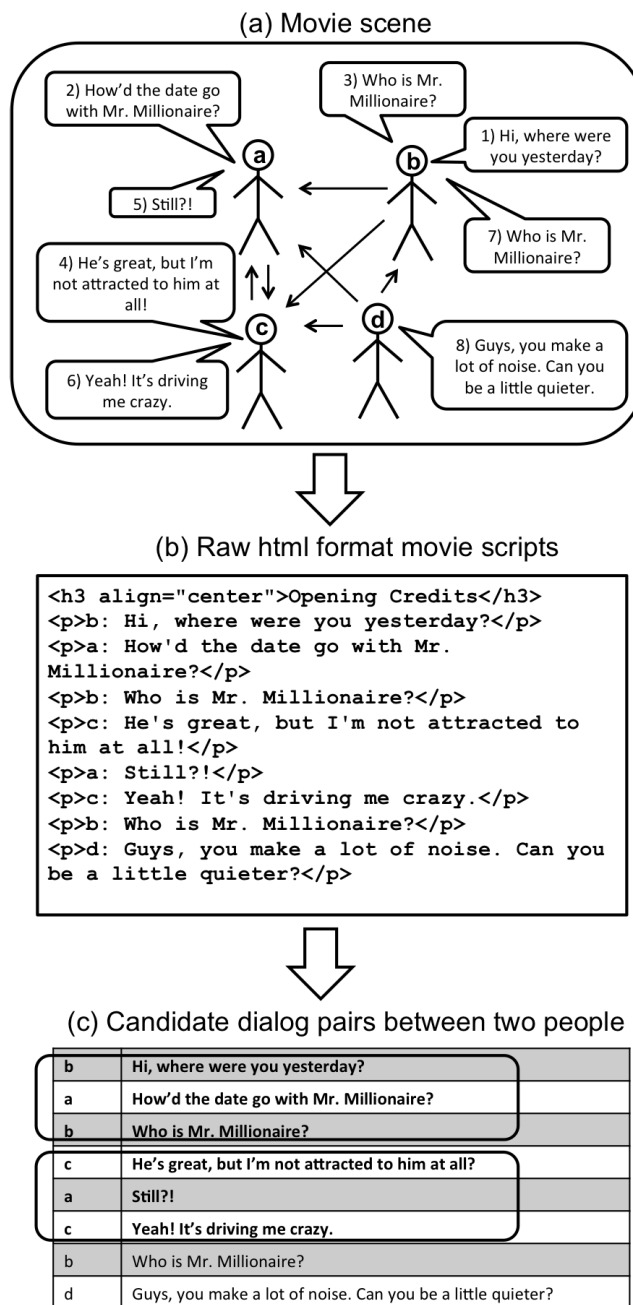 (a) Movie scene
2) How'd the date go
with Mr. Millionaire?
3) Who is Mr.
Millionaire?
a
b
1) Hi, where were
you yesterday?
5) Still?!
4) He's great, but I'm
not attracted to him at
all!
7) Who is Mr.
Millionaire?
c
d
6) Yeah! It's driving
me crazy.
8) Guys, you make a
lot of noise. Can you
be a little quieter.
(b) Raw html format movie scripts
<h3 align="center">Opening Credits</h3>
<p>b: Hi, where were you yesterday?</p>
<p>a: How'd the date go with Mr.
Millionaire?</p>
<p>b: Who is Mr. Millionaire?</p>
<p>c: He's great, but I'm not attracted to
him at all!</p>
<p>a: Still?!</p>
<p>c: Yeah! It's driving me crazy.</p>
<p>b: Who is Mr. Millionaire?</p>
<p>d: Guys, you make a lot of noise. Can you
be a little quieter?</p>
(c) Candidate dialog pairs between two people
b Hi, where were you yesterday?
a How'd the date go with Mr. Millionaire?
b Who is Mr. Millionaire?
c He's great, but I'm not attracted to him at all?
a Still?!
c Yeah! It's driving me crazy.
b Who is Mr. Millionaire?
d Guys, you make a lot of noise. Can you be a little quieter?